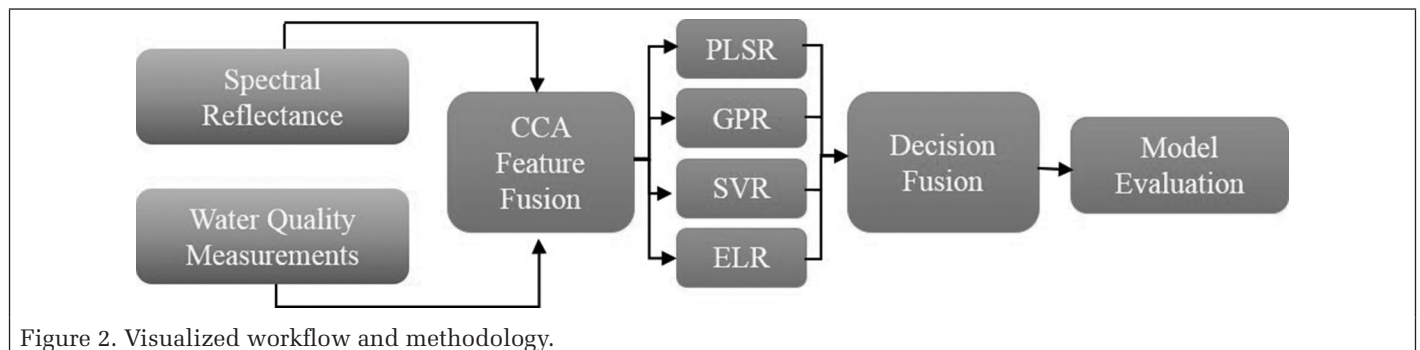 Spectral
Reflectance
Water Quality
Measurements
CCA
Feature
Fusion
PLSR
GPR
SVR
ELR
Decision
Fusion
Model
Evaluation
Figure 2. Visualized workflow and methodology.